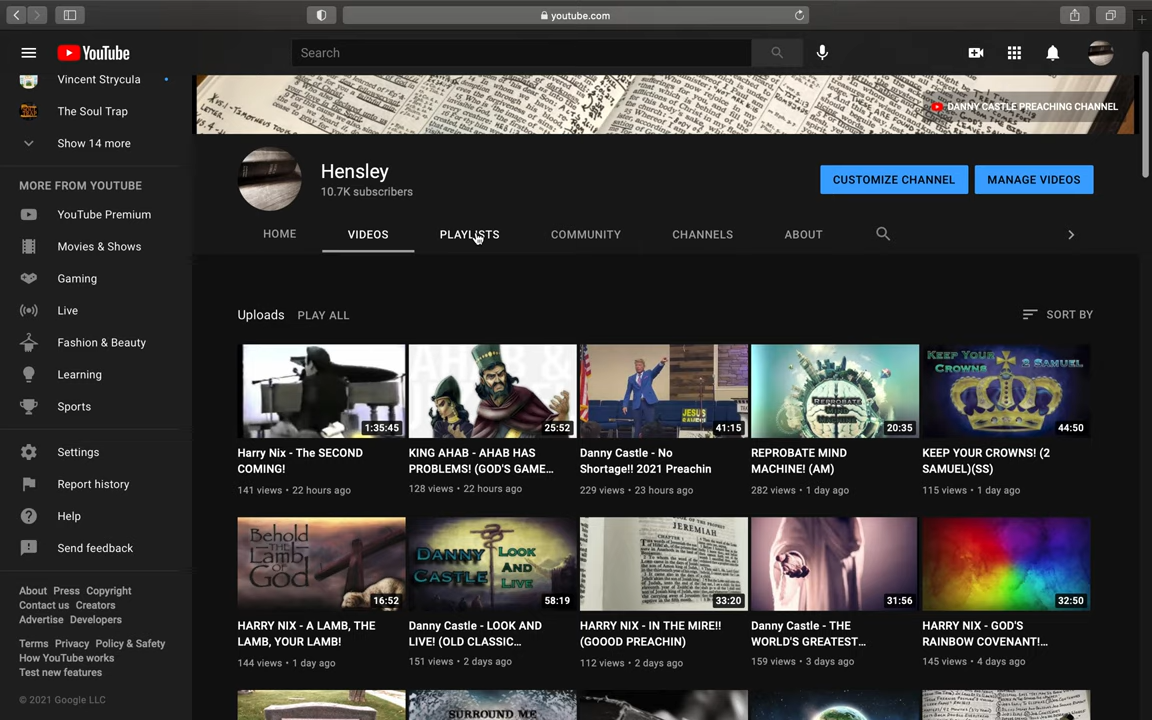 youtube.com
YouTube
Search
Vincent Strycula
The Soul Trap
Show 14 more
MORE FROM YOUTUBE
YouTube Premium
Movies & Shows
Gaming
Live
Fashion & Beauty
Learning
Sports
Settings
Report history
Help
Send feedback
About Press Copyright
Contact us Creators
Advertise Developers
Terms Privacy Policy & Safety
How YouTube works
Test new features
© 2021 Google LLC
DANNY CASTLE PREACHING CHANNEL
Hensley
10.7K subscribers
CUSTOMIZE CHANNEL
MANAGE VIDEOS
HOME
VIDEOS
PLAYLISTS
COMMUNITY
CHANNELS
ABOUT
Uploads
PLAY ALL
SORT BY
1:35:45
Harry Nix - The SECOND
COMING!
141 views • 22 hours ago
25:52
KING AHAB - AHAB HAS
PROBLEMS! (GOD'S GAME...
128 views • 22 hours ago
JESUS
41:15
Danny Castle - No
Shortage!! 2021 Preachin
229 views • 23 hours ago
REPROBATE
MIND
MACHINE
20:35
REPROBATE MIND
MACHINE! (AM)
282 views • 1 day ago
KEEP YOUR
CROWNS
2 SAMUEL
44:50
KEEP YOUR CROWNS! (2
SAMUEL)(SS)
115 views • 1 day ago
Behold
THE
Lamb
OF
God
16:52
HARRY NIX - A LAMB, THE
LAMB, YOUR LAMB!
144 views • 1 day ago
DANNY
CASTLE
LOOK
AND
LIVE
58:19
Danny Castle - LOOK AND
LIVE! (OLD CLASSIC...
151 views • 2 days ago
JEREMIAH
33:20
HARRY NIX - IN THE MIRE!!
(GOOOD PREACHIN)
112 views • 2 days ago
31:56
Danny Castle - THE
WORLD'S GREATEST...
159 views • 3 days ago
32:50
HARRY NIX - GOD'S
RAINBOW COVENANT!...
145 views • 4 days ago
SURROUND ME